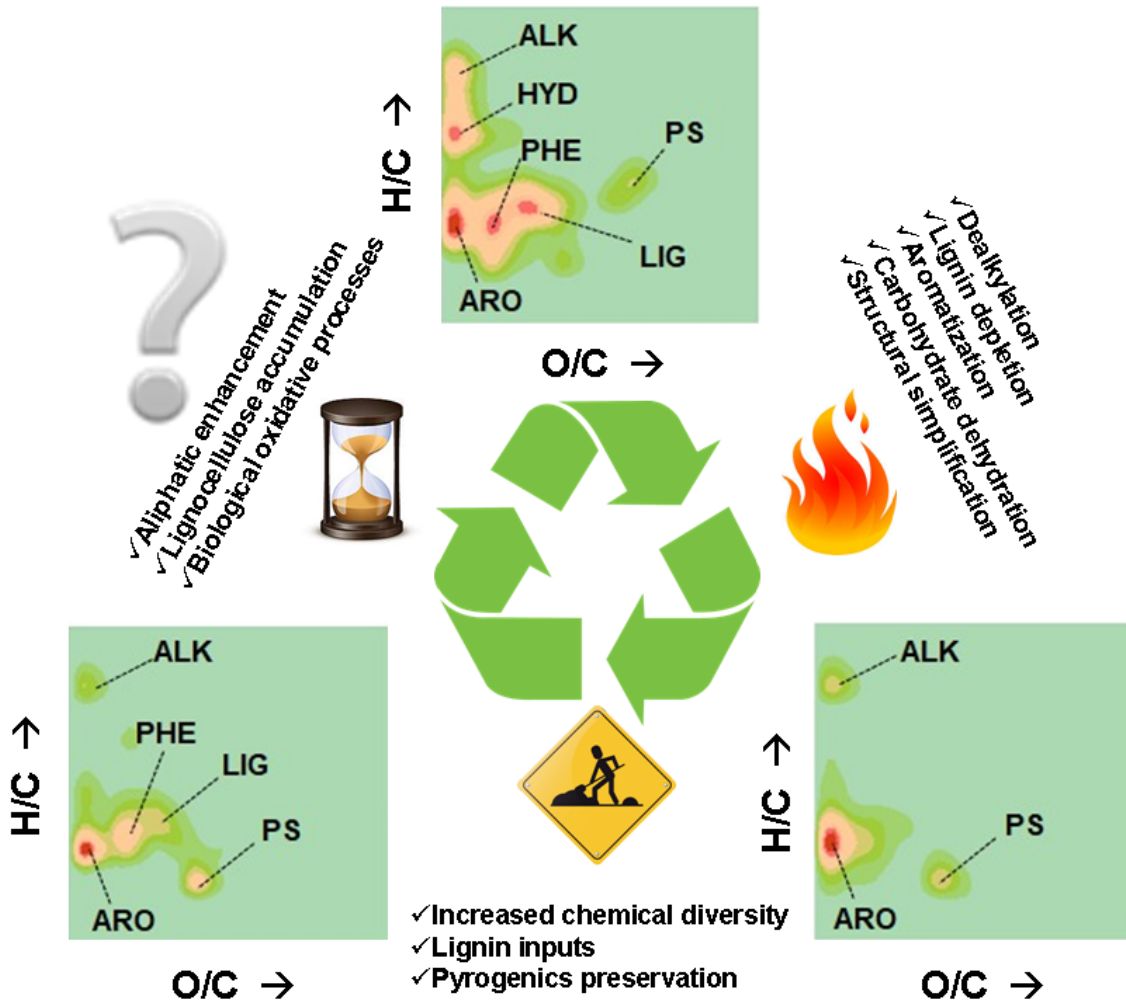 ALK
HYD
PHE
PS
LIG
ARO
H/C →
O/C →
?
✓Aliphatic enhancement
✓Lignocellulose accumulation
✓Biological oxidative processes
✓Dealkylation
✓Lignin depletion
✓Aromatization
✓Carbohydrate dehydration
✓Structural simplification
ALK
PHE
LIG
PS
ARO
H/C →
O/C →
✓Increased chemical diversity
✓Lignin inputs
✓Pyrogenics preservation
ALK
PS
ARO
H/C →
O/C →